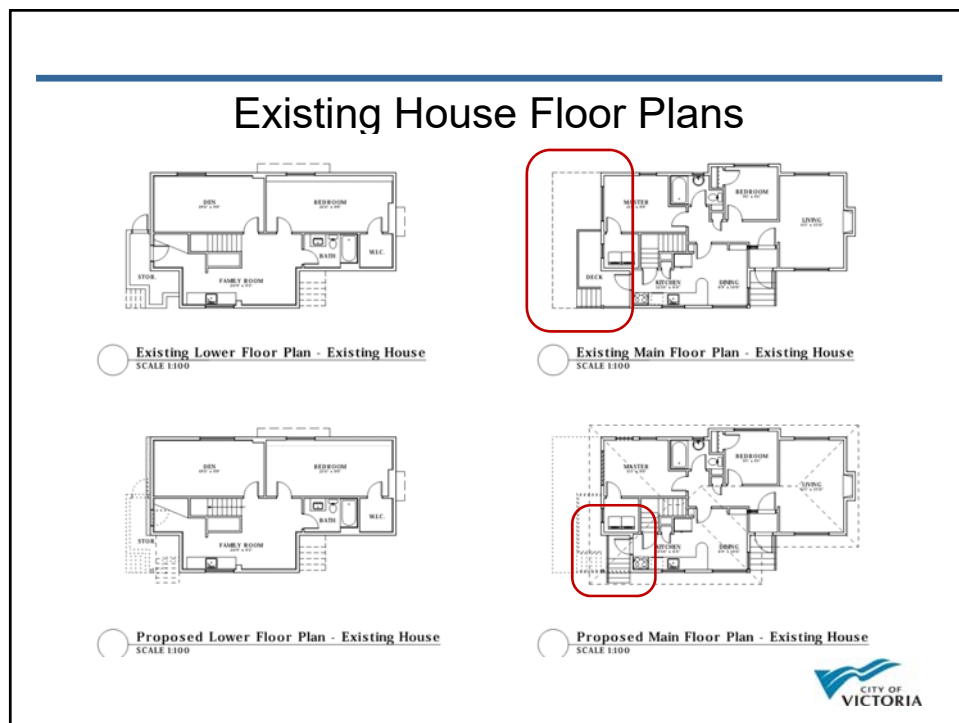 Existing House Floor Plans
DEN
BEDROOM
BATH
W.I.C.
STOR.
FAMILY ROOM
Existing Lower Floor Plan - Existing House
SCALE 1:100
MASTER
BEDROOM
LIVING
DECK
KITCHEN
DINING
Existing Main Floor Plan - Existing House
SCALE 1:100
DEN
BEDROOM
BATH
W.I.C.
STOR.
FAMILY ROOM
Proposed Lower Floor Plan - Existing House
SCALE 1:100
MASTER
BEDROOM
LIVING
KITCHEN
DINING
Proposed Main Floor Plan - Existing House
SCALE 1:100
CITY OF
VICTORIA